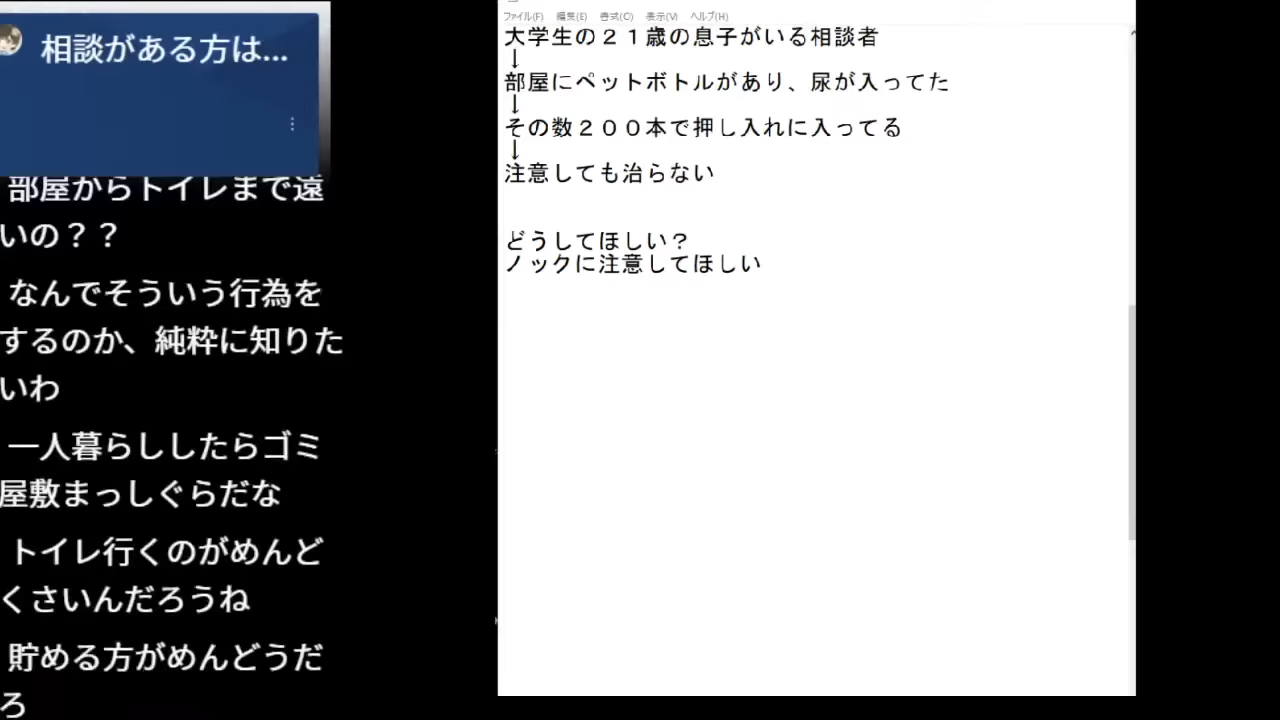 相談がある方は...
部屋からトイレまで遠
いの？？
なんでそういう行為を
するのか、純粋に知りた
いわ
一人暮らししたらゴミ
屋敷まっしぐらだな
トイレ行くのがめんど
くさいんだろうね
貯める方がめんどうだ
ろ
ファイル(F) 編集(E) 書式(O) 表示(V) ヘルプ(H)
大学生の２１歳の息子がいる相談者
↓
部屋にペットボトルがあり、尿が入ってた
↓
その数２００本で押し入れに入ってる
↓
注意しても治らない
どうしてほしい？
ノックに注意してほしい